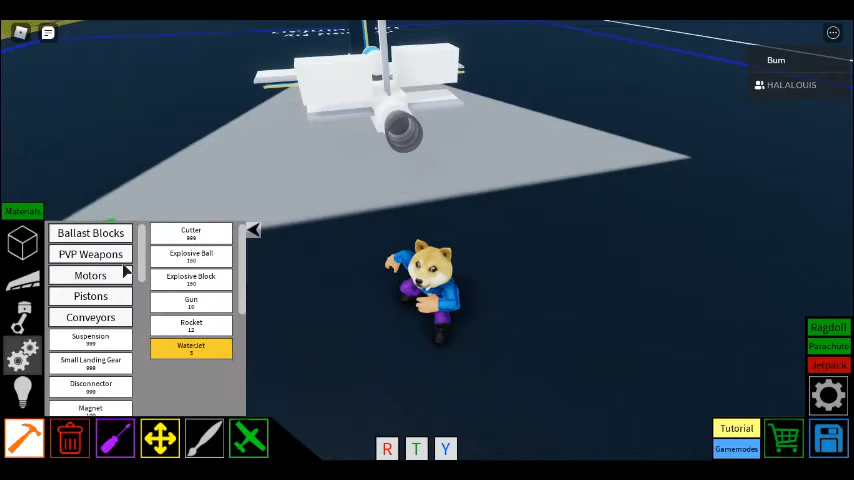 Bum
HALALOUIS
Materials
Ballast Blocks
PVP Weapons
Motors
Pistons
Conveyors
Suspension
999
Small Landing Gear
999
Disconnector
999
Magnet
Cutter
999
Explosive Ball
150
Explosive Block
150
Gun
10
Rocket
12
WaterJet
3
Ragdoll
Parachute
Jetpack
Tutorial
Gamemodes
R T Y